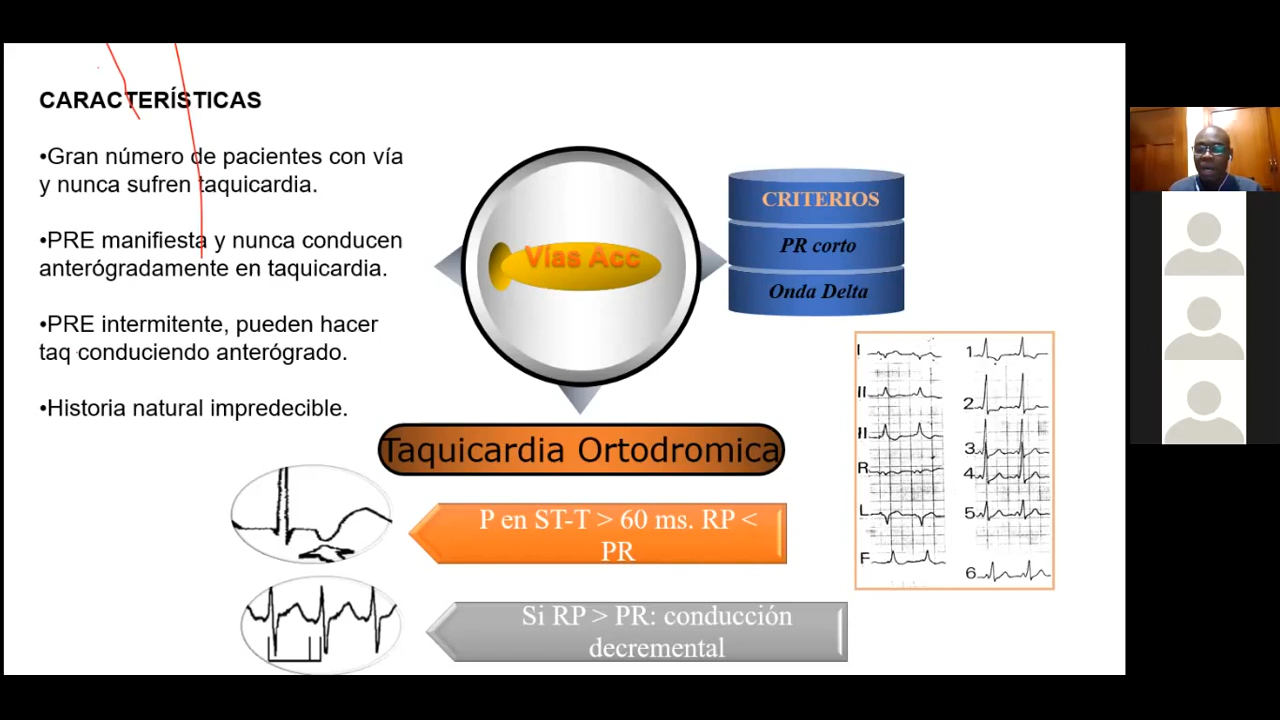 CARACTERÍSTICAS
•Gran número de pacientes con vía
y nunca sufren taquicardia.
•PRE manifiesta y nunca conducen
anterógradamente en taquicardia.
•PRE intermitente, pueden hacer
taq conduciendo anterógrado.
•Historia natural impredecible.
Vías Acc
CRITERIOS
PR corto
Onda Delta
Taquicardia Ortodromica
P en ST-T > 60 ms. RP <
PR
Si RP > PR: conducción
decremental
I
II
II
R
L
F
1
2
3
4
5
6